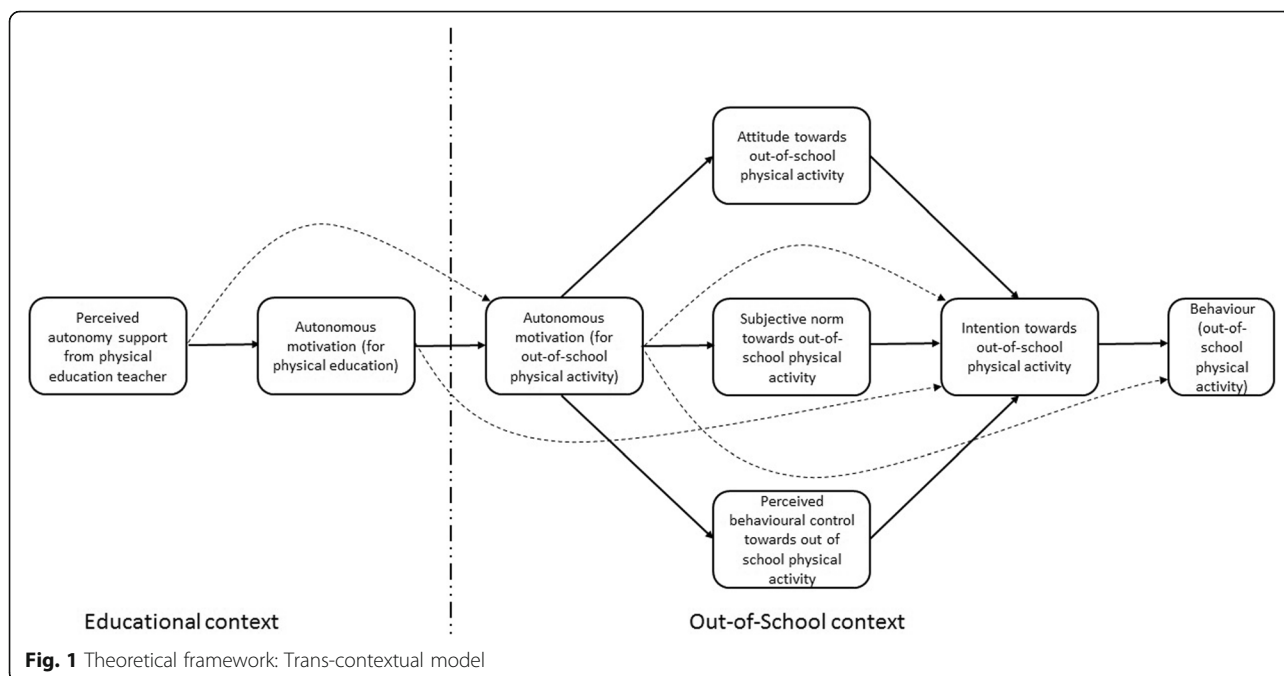 Attitude towards
out-of-school
physical activity
Perceived
autonomy support
from physical
education teacher
Autonomous
motivation (for
physical education)
Autonomous
motivation (for
out-of-school
physical activity)
Subjective norm
towards out-of-
school physical
activity
Intention towards
out-of-school
physical activity
Behaviour
(out-of-
school
physical
activity)
Perceived
behavioural control
towards out of
school physical
activity
Educational context
Out-of-School context
Fig. 1 Theoretical framework: Trans-contextual model